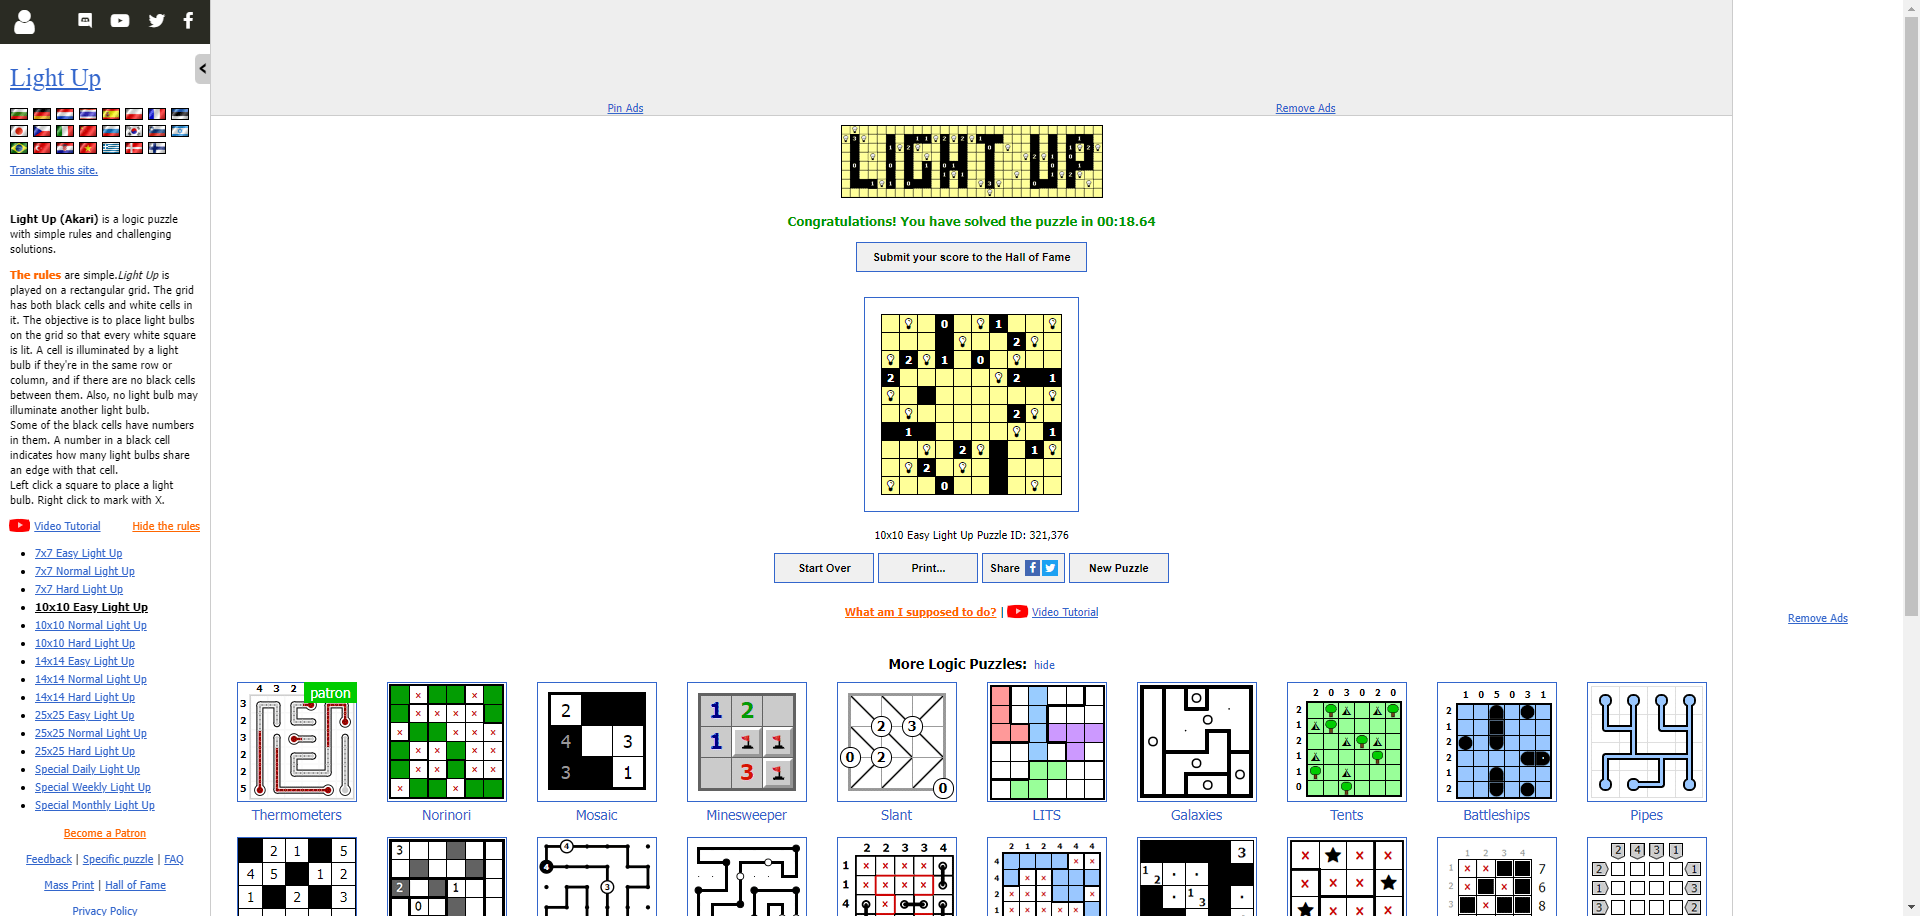 Light Up
Translate this site.
Light Up (Akari) is a logic puzzle
with simple rules and challenging
solutions.
The rules are simple.Light Up is
played on a rectangular grid. The grid
has both black cells and white cells in
it. The objective is to place light bulbs
on the grid so that every white square
is lit. A cell is illuminated by a light
bulb if they're in the same row or
column, and if there are no black cells
between them. Also, no light bulb may
illuminate another light bulb.
Some of the black cells have numbers
in them. A number in a black cell
indicates how many light bulbs share
an edge with that cell.
Left click a square to place a light
bulb. Right click to mark with X.
Video Tutorial Hide the rules
7x7 Easy Light Up
7x7 Normal Light Up
7x7 Hard Light Up
10x10 Easy Light Up
10x10 Normal Light Up
10x10 Hard Light Up
14x14 Easy Light Up
14x14 Normal Light Up
14x14 Hard Light Up
25x25 Easy Light Up
25x25 Normal Light Up
25x25 Hard Light Up
Special Daily Light Up
Special Weekly Light Up
Special Monthly Light Up
Become a Patron
Feedback | Specific puzzle | FAQ
Mass Print | Hall of Fame
Privacy Policy
Pin Ads Remove Ads
LIGHT UP
Congratulations! You have solved the puzzle in 00:18.64
Submit your score to the Hall of Fame
0 1
2
2 1 0
2 2 1
2
1 1
2 1
2
0
10x10 Easy Light Up Puzzle ID: 321,376
Start Over Print... Share New Puzzle
What am I supposed to do? | Video Tutorial
Remove Ads
More Logic Puzzles: hide
patron
Thermometers Norinori Mosaic Minesweeper Slant LITS Galaxies Tents Battleships Pipes